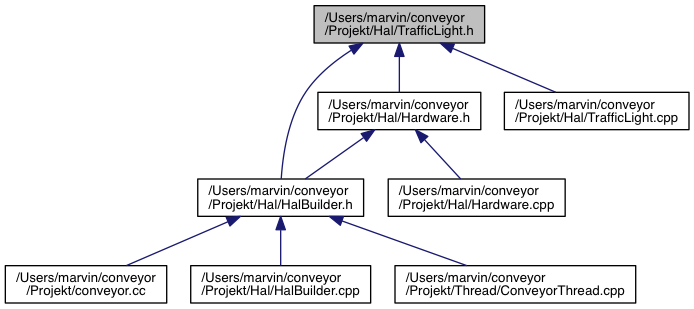 /Users/marvin/conveyor
/Projekt/Hal/TrafficLight.h
/Users/marvin/conveyor
/Projekt/Hal/Hardware.h
/Users/marvin/conveyor
/Projekt/Hal/TrafficLight.cpp
/Users/marvin/conveyor
/Projekt/Hal/HalBuilder.h
/Users/marvin/conveyor
/Projekt/Hal/Hardware.cpp
/Users/marvin/conveyor
/Projekt/conveyor.cc
/Users/marvin/conveyor
/Projekt/Hal/HalBuilder.cpp
/Users/marvin/conveyor
/Projekt/Thread/ConveyorThread.cpp